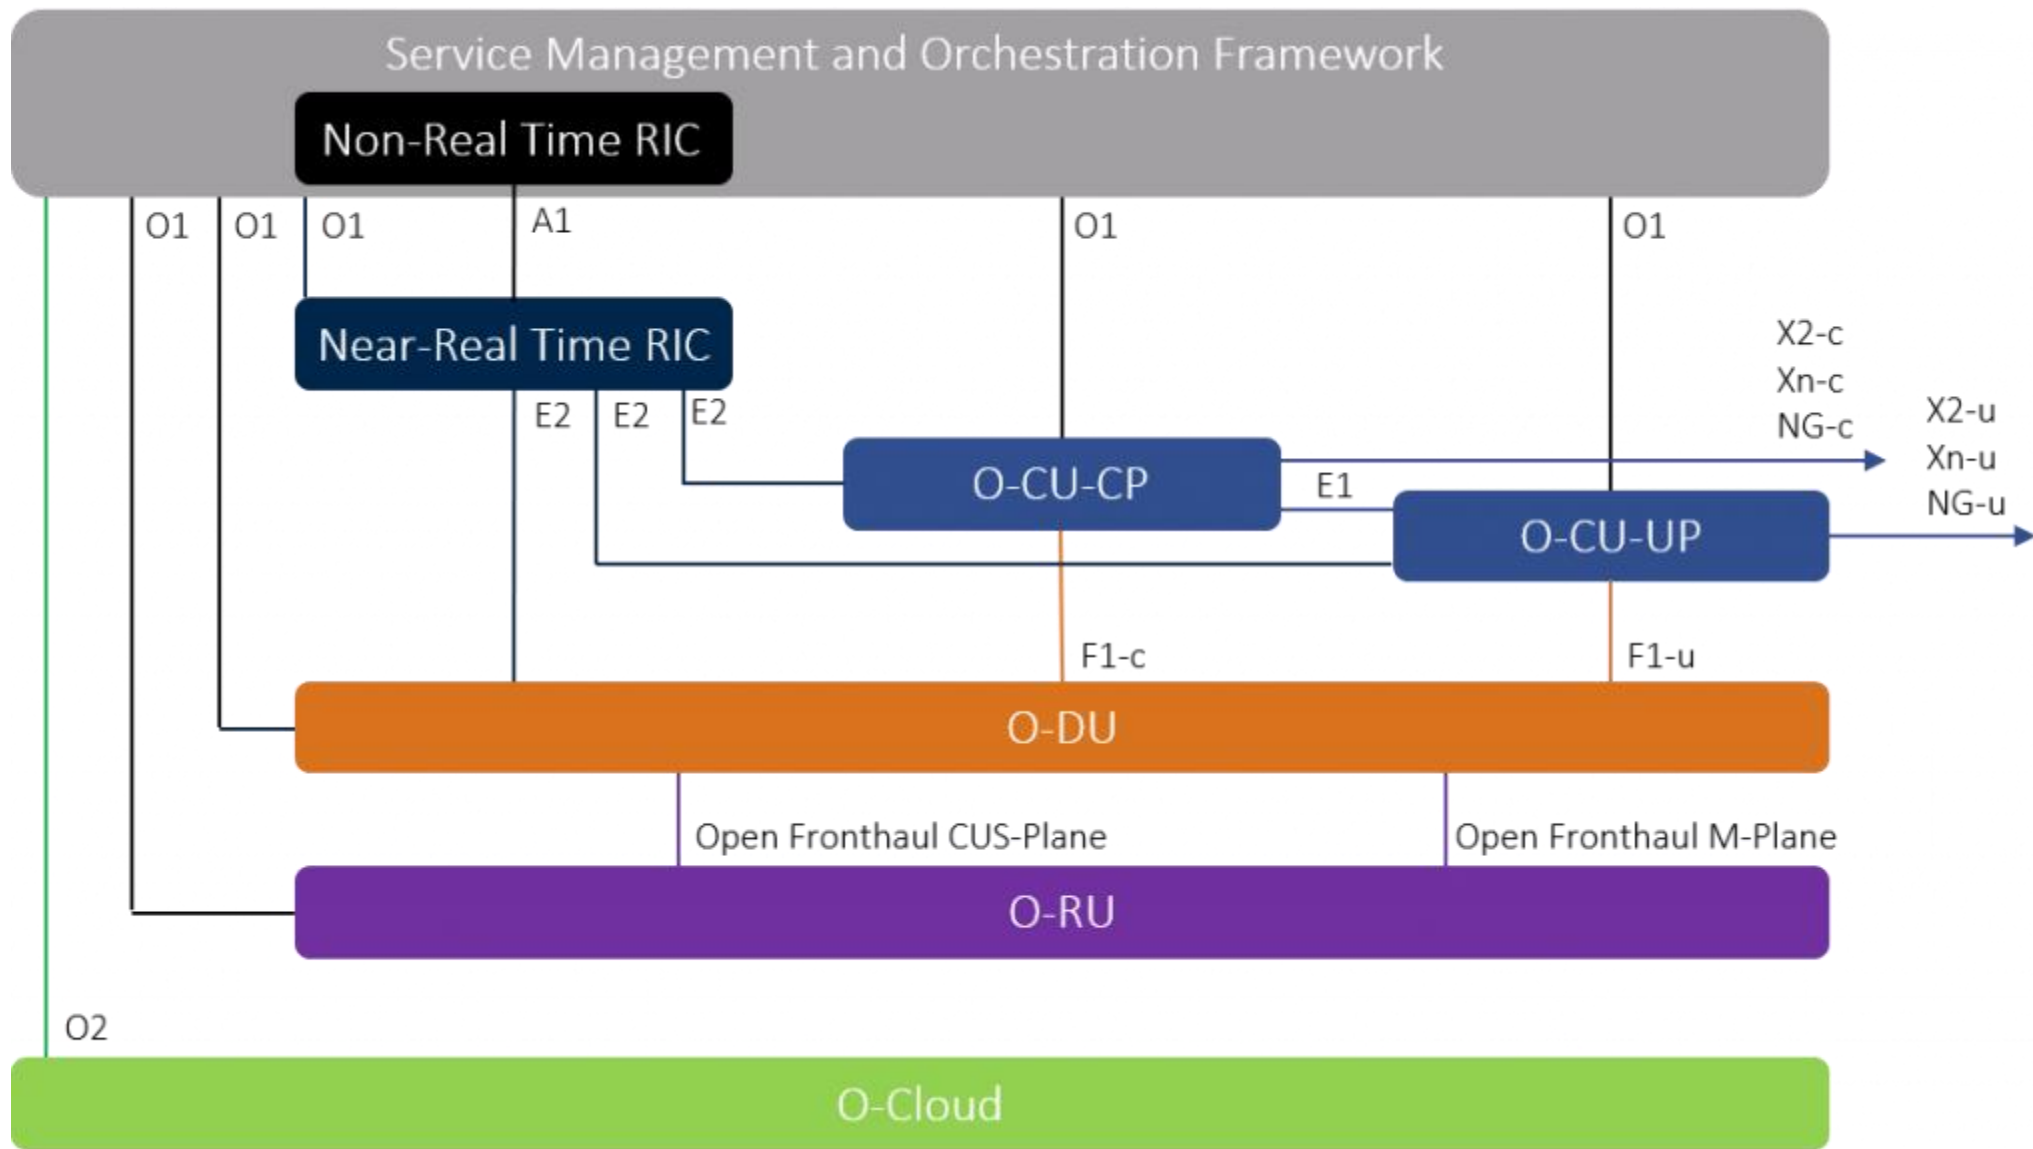 Service Management and Orchestration Framework
Non-Real Time RIC
O1
O1
O1
A1
O1
O1
Near-Real Time RIC
X2-c
Xn-c
NG-c
X2-u
Xn-u
NG-u
E2
E2
E2
O-CU-CP
E1
O-CU-UP
F1-c
F1-u
O-DU
Open Fronthaul CUS-Plane
Open Fronthaul M-Plane
O-RU
O2
O-Cloud